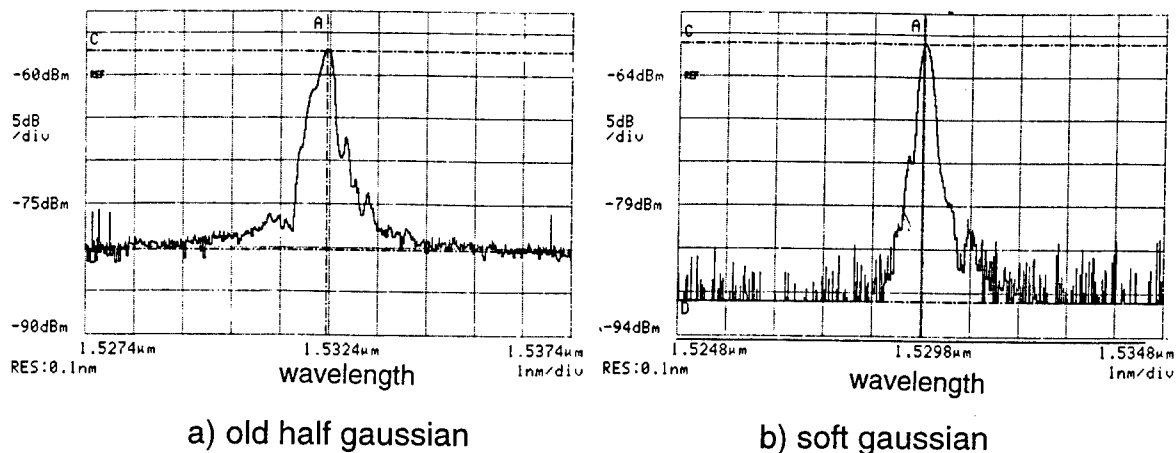 A
C
-60dBm
REF
5dB
/div
-75dBm
-90dBm
1.5274µm
1.5324µm
1.5374µm
RES:0.1nm
wavelength
1nm/div
a) old half gaussian
A
C
-64dBm
REF
5dB
/div
-79dBm
D
-94dBm
1.5248µm
1.5298µm
1.5348µm
RES:0.1nm
wavelength
1nm/div
b) soft gaussian